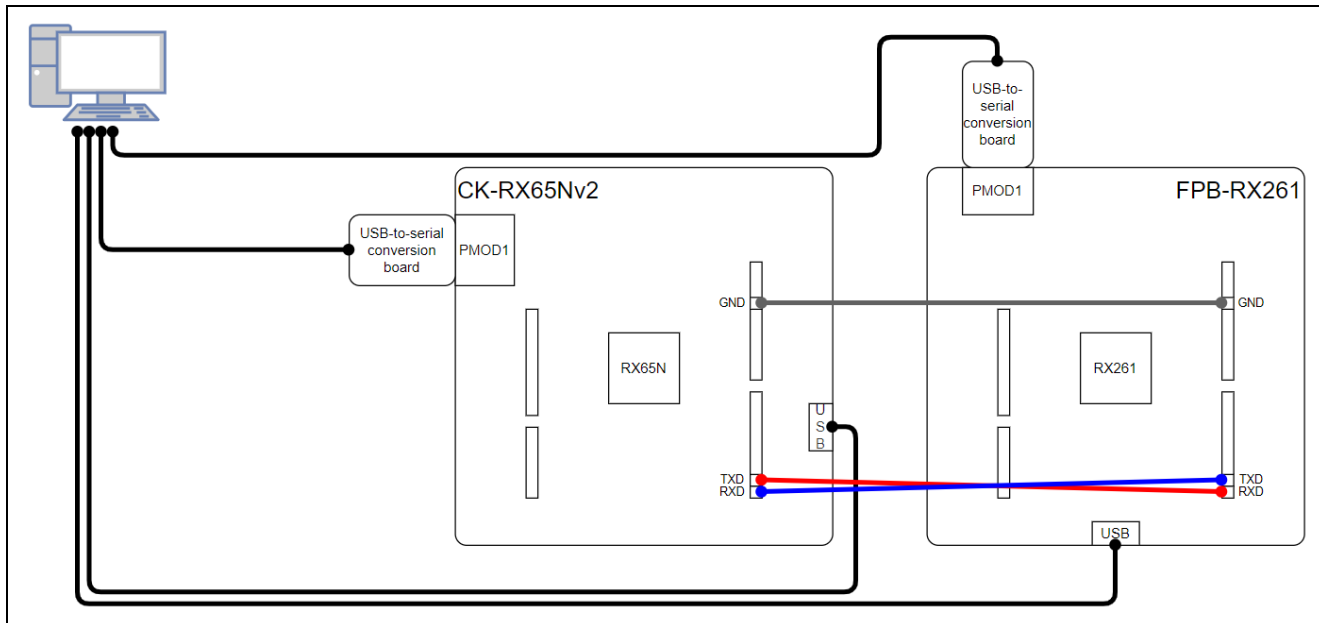 USB-to-
serial
conversion
board
CK-RX65Nv2
PMOD1
FPB-RX261
USB-to-serial
conversion
board
PMOD1
GND
GND
RX65N
RX261
U
S
B
TXD
RXD
TXD
RXD
USB